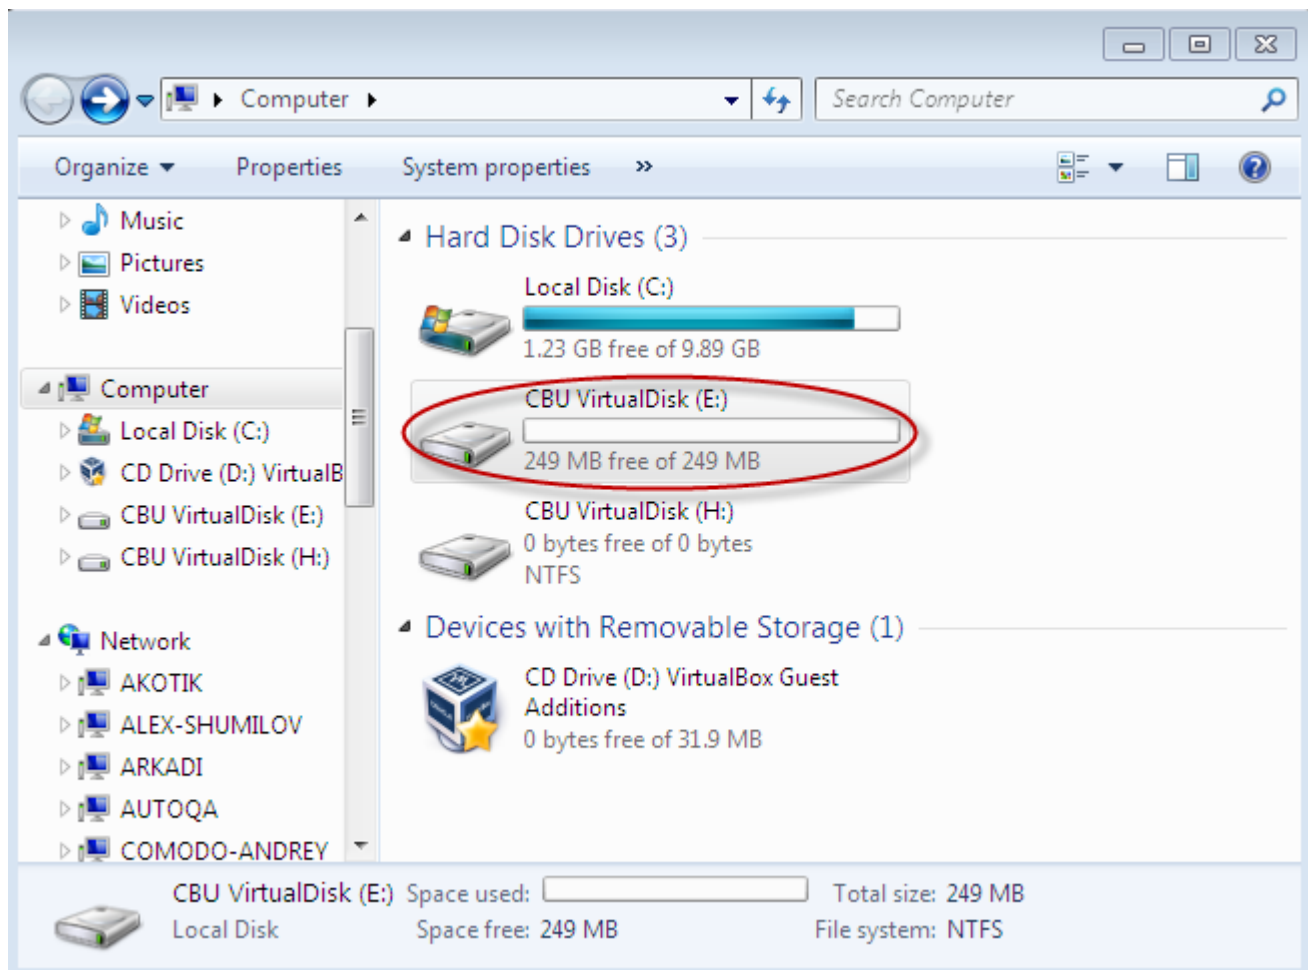 Computer
Search Computer
Organize Properties System properties »
Music
Pictures
Videos
Computer
Local Disk (C:)
CD Drive (D:) VirtualB
CBU VirtualDisk (E:)
CBU VirtualDisk (H:)
Network
AKOTIK
ALEX-SHUMILOV
ARKADI
AUTOQA
COMODO-ANDREY
Hard Disk Drives (3)
Local Disk (C:)
1.23 GB free of 9.89 GB
CBU VirtualDisk (E:)
249 MB free of 249 MB
CBU VirtualDisk (H:)
0 bytes free of 0 bytes
NTFS
Devices with Removable Storage (1)
CD Drive (D:) VirtualBox Guest
Additions
0 bytes free of 31.9 MB
CBU VirtualDisk (E:) Space used: Total size: 249 MB
Local Disk Space free: 249 MB File system: NTFS